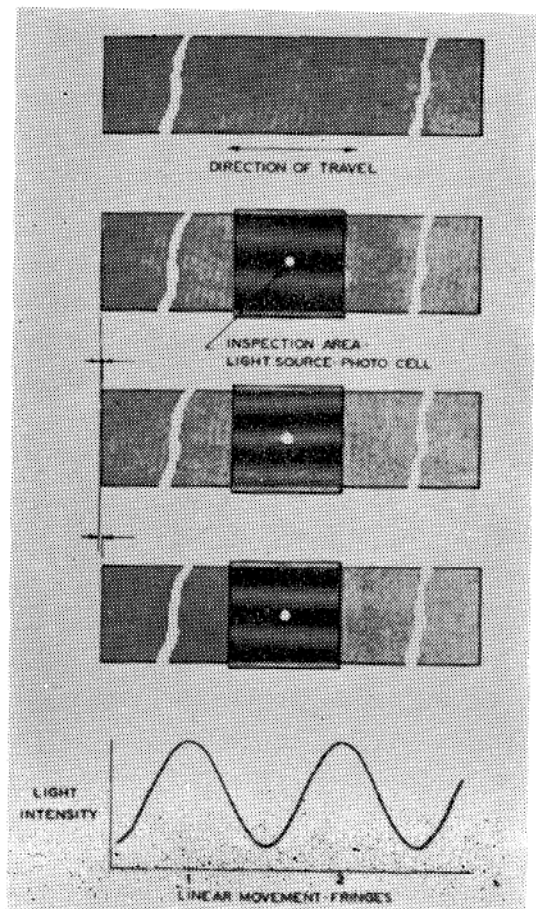 DIRECTION OF TRAVEL
INSPECTION AREA-
LIGHT SOURCE-PHOTO CELL
LIGHT
INTENSITY
1 2
LINEAR MOVEMENT-FRINGES